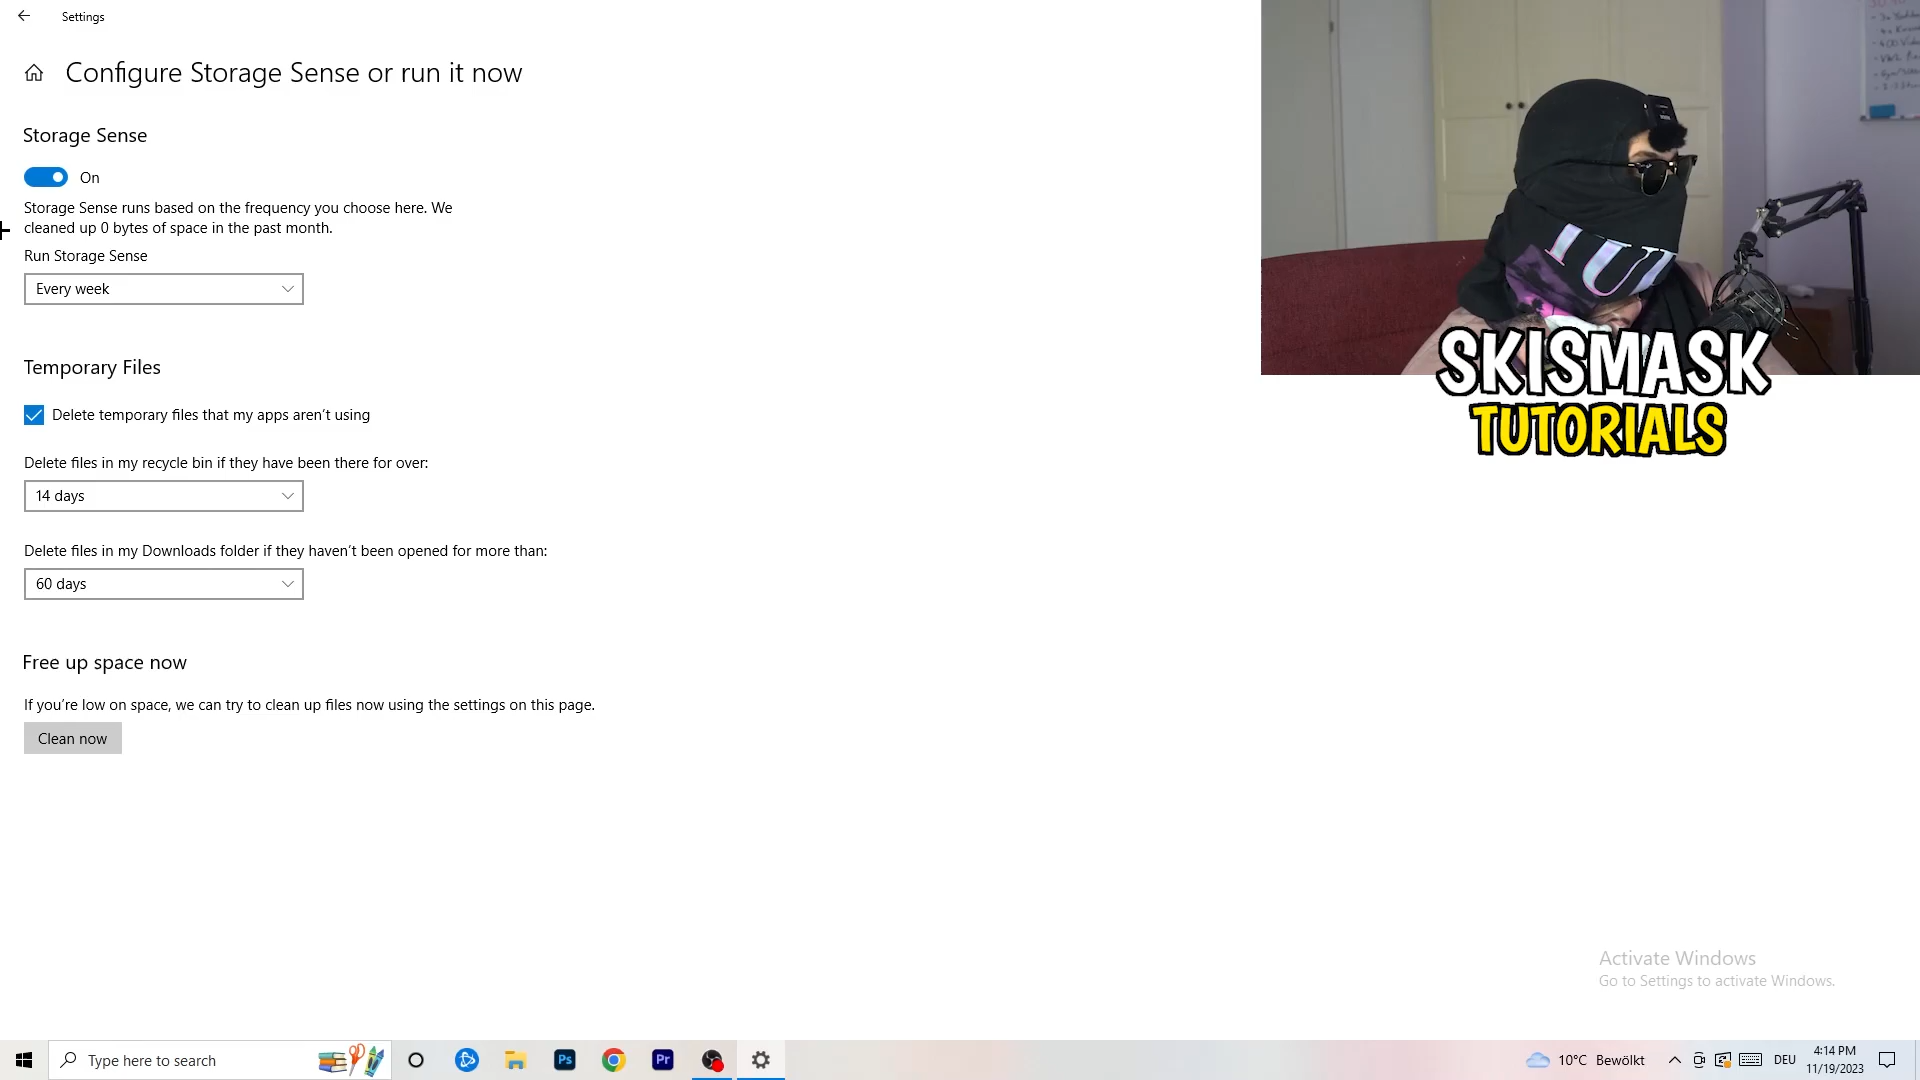 Settings
Configure Storage Sense or run it now
Storage Sense
On
Storage Sense runs based on the frequency you choose here. We
cleaned up 0 bytes of space in the past month.
Run Storage Sense
Every week
Temporary Files
Delete temporary files that my apps aren't using
Delete files in my recycle bin if they have been there for over:
14 days
Delete files in my Downloads folder if they haven't been opened for more than:
60 days
Free up space now
If you're low on space, we can try to clean up files now using the settings on this page.
Clean now
SKISMASK
TUTORIALS
Activate Windows
Go to Settings to activate Windows.
Type here to search
Ps
Pr
10°C Bewölkt
DEU
4:14 PM
11/19/2023